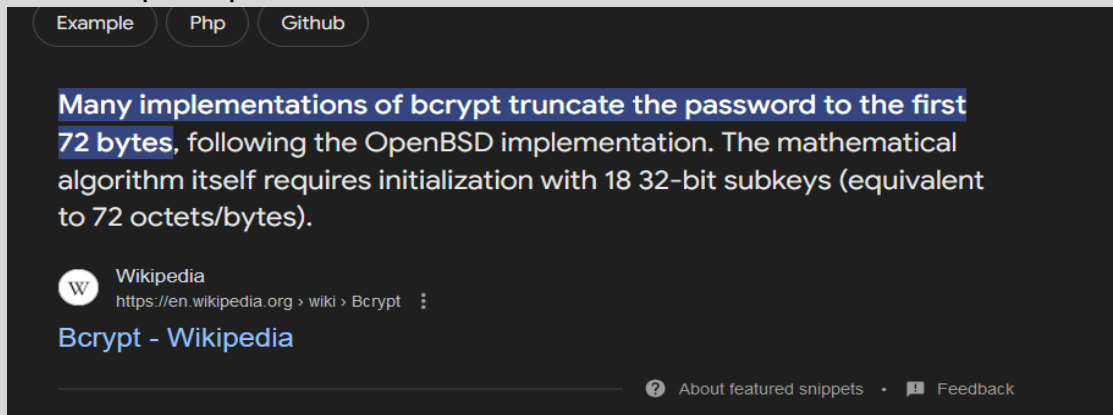 Example Php Github
Many implementations of bcrypt truncate the password to the first
72 bytes, following the OpenBSD implementation. The mathematical
algorithm itself requires initialization with 18 32-bit subkeys (equivalent
to 72 octets/bytes).
W Wikipedia
https://en.wikipedia.org › wiki › Bcrypt
Bcrypt - Wikipedia
About featured snippets • Feedback